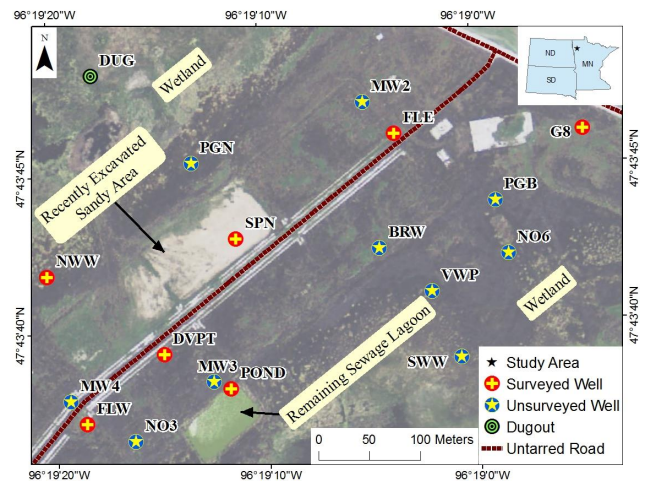 96°19'20"W
96°19'10"W
96°19'0"W
N
DUG
Wetland
MW2
FLE
ND
MN
SD
G8
47°43'45"N
47°43'45"N
PGN
Recently Excavated
Sandy Area
PGB
SPN
BRW
NO6
NWW
VWP
Wetland
47°43'40"N
47°43'40"N
DVPT
Remaining Sewage Lagoon
SWW
MW3
POND
MW4
FLW
NO3
Study Area
Surveyed Well
Unsurveyed Well
Dugout
Untarred Road
0 50 100 Meters
96°19'20"W
96°19'10"W
96°19'0"W